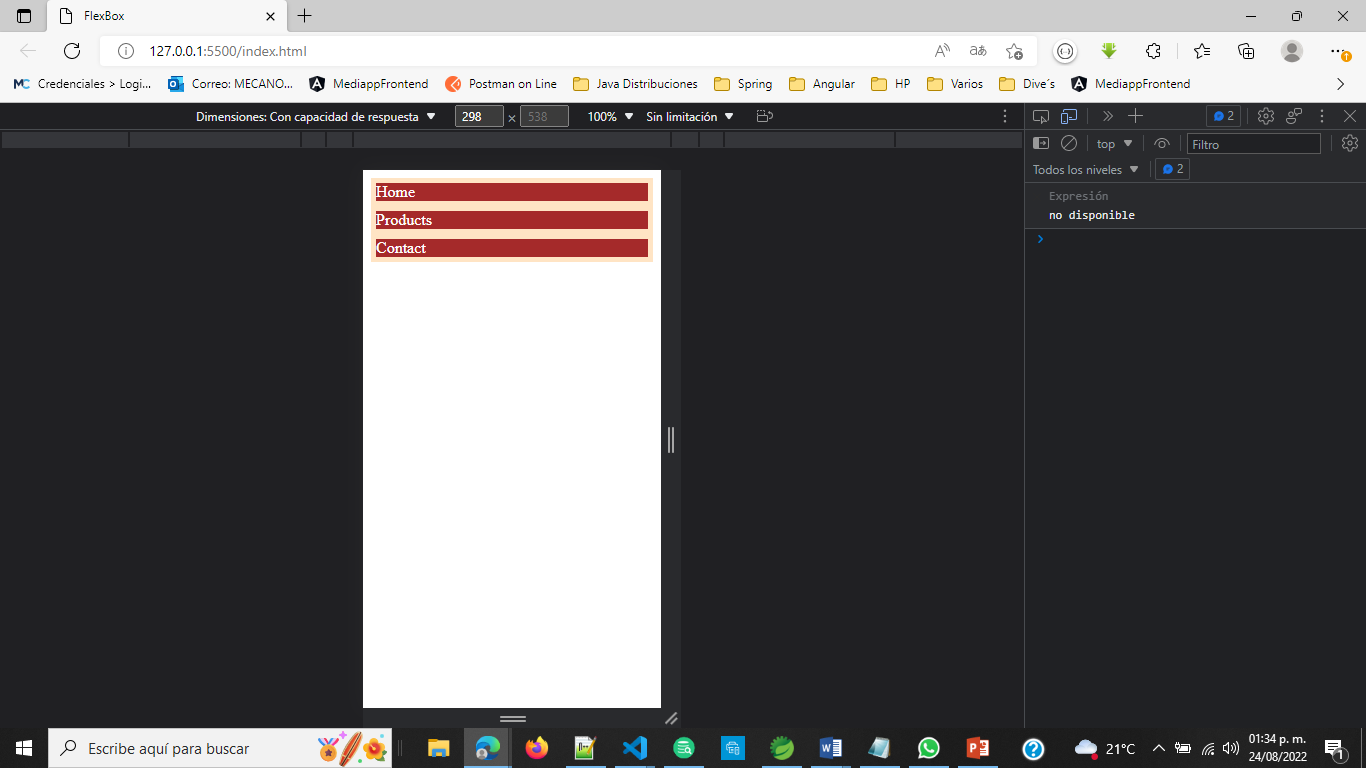 FlexBox
127.0.0.1:5500/index.html
Credenciales > Logi... Correo: MECANO... MediappFrontend Postman on Line Java Distribuciones Spring Angular HP Varios Dive´s MediappFrontend
Dimensiones: Con capacidad de respuesta 298 × 538 100% Sin limitación
2
top Filtro
Todos los niveles 2
Expresión
no disponible
Home
Products
Contact
Escribe aquí para buscar
21°C
01:34 p. m.
24/08/2022
1